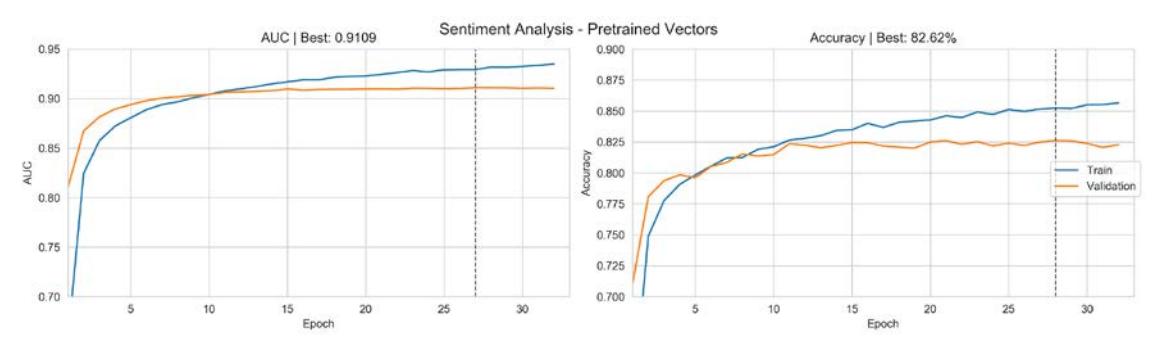 Sentiment Analysis - Pretrained Vectors
AUC | Best: 0.9109
0.95
0.90
0.85
0.80
0.75
0.70
AUC
5 10 15 20 25 30
Epoch
Accuracy | Best: 82.62%
0.900
0.875
0.850
0.825
0.800
0.775
0.750
0.725
0.700
Accuracy
Train
Validation
5 10 15 20 25 30
Epoch